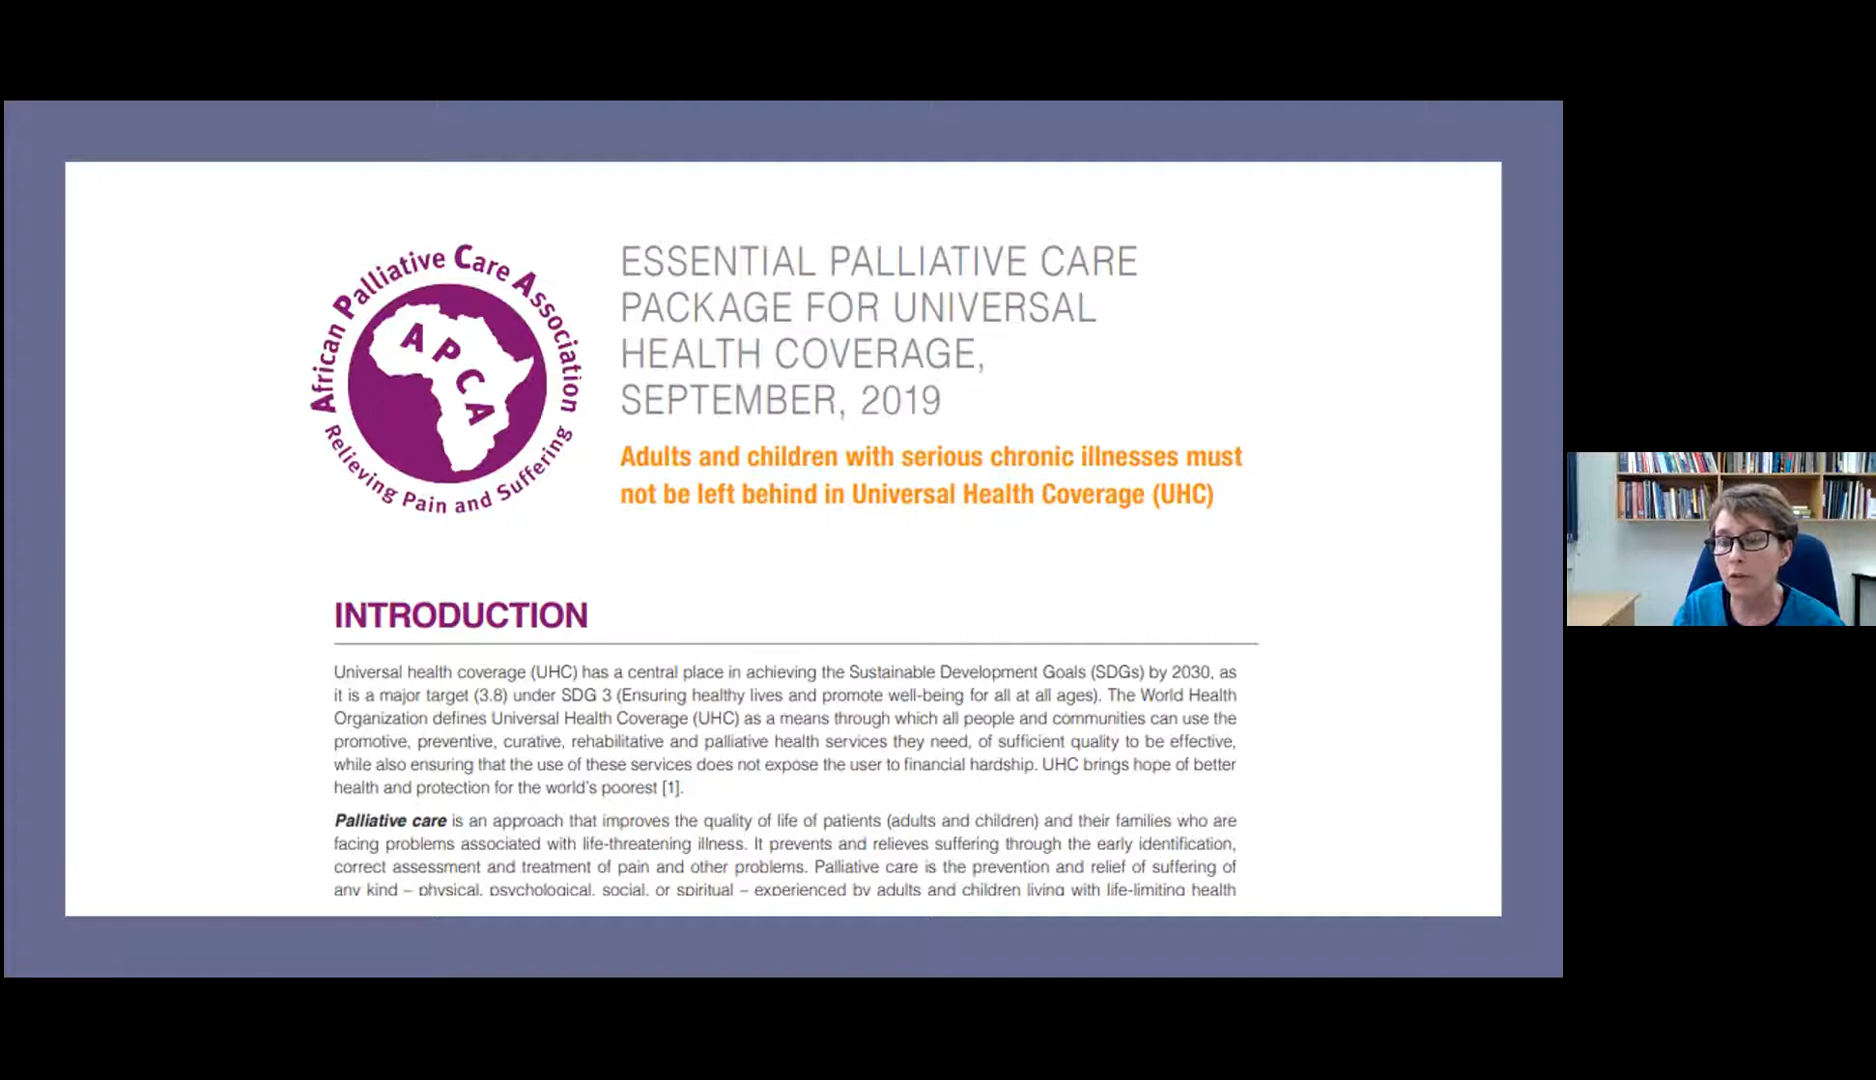 African Palliative Care Association
APCA
Relieving Pain and Suffering
ESSENTIAL PALLIATIVE CARE
PACKAGE FOR UNIVERSAL
HEALTH COVERAGE,
SEPTEMBER, 2019
Adults and children with serious chronic illnesses must
not be left behind in Universal Health Coverage (UHC)
INTRODUCTION
Universal health coverage (UHC) has a central place in achieving the Sustainable Development Goals (SDGs) by 2030, as
it is a major target (3.8) under SDG 3 (Ensuring healthy lives and promote well-being for all at all ages). The World Health
Organization defines Universal Health Coverage (UHC) as a means through which all people and communities can use the
promotive, preventive, curative, rehabilitative and palliative health services they need, of sufficient quality to be effective,
while also ensuring that the use of these services does not expose the user to financial hardship. UHC brings hope of better
health and protection for the world's poorest [1].
Palliative care is an approach that improves the quality of life of patients (adults and children) and their families who are
facing problems associated with life-threatening illness. It prevents and relieves suffering through the early identification,
correct assessment and treatment of pain and other problems. Palliative care is the prevention and relief of suffering of
any kind – physical, psychological, social, or spiritual – experienced by adults and children living with life-limiting health